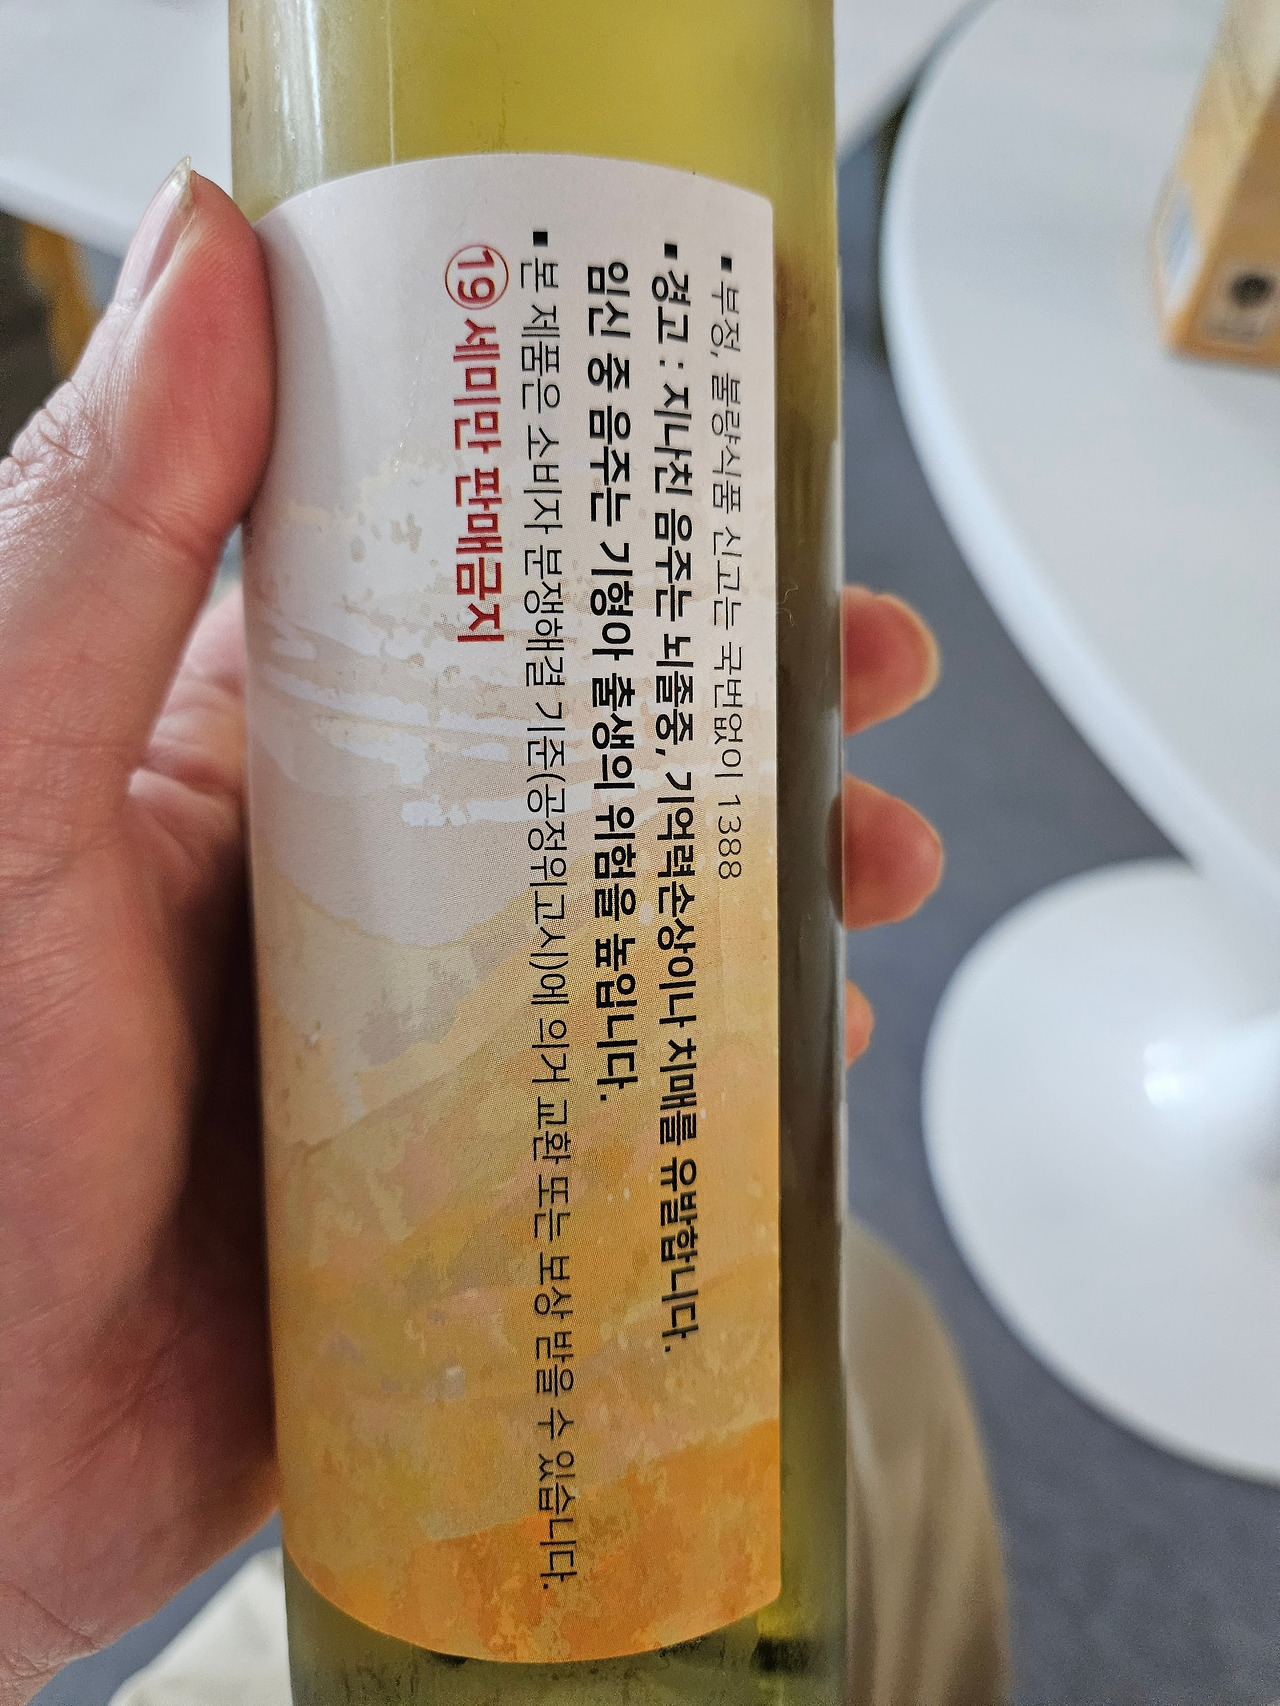 ▪부정, 불량식품 신고는 국번없이 1388
▪경고 : 지나친 음주는 뇌졸중, 기억력손상이나 치매를 유발합니다.
임신 중 음주는 기형아 출생의 위험을 높입니다.
▪본 제품은 소비자 분쟁해결 기준(공정위고시)에 의거 교환 또는 보상 받을 수 있습니다.
⑲세미만 판매금지